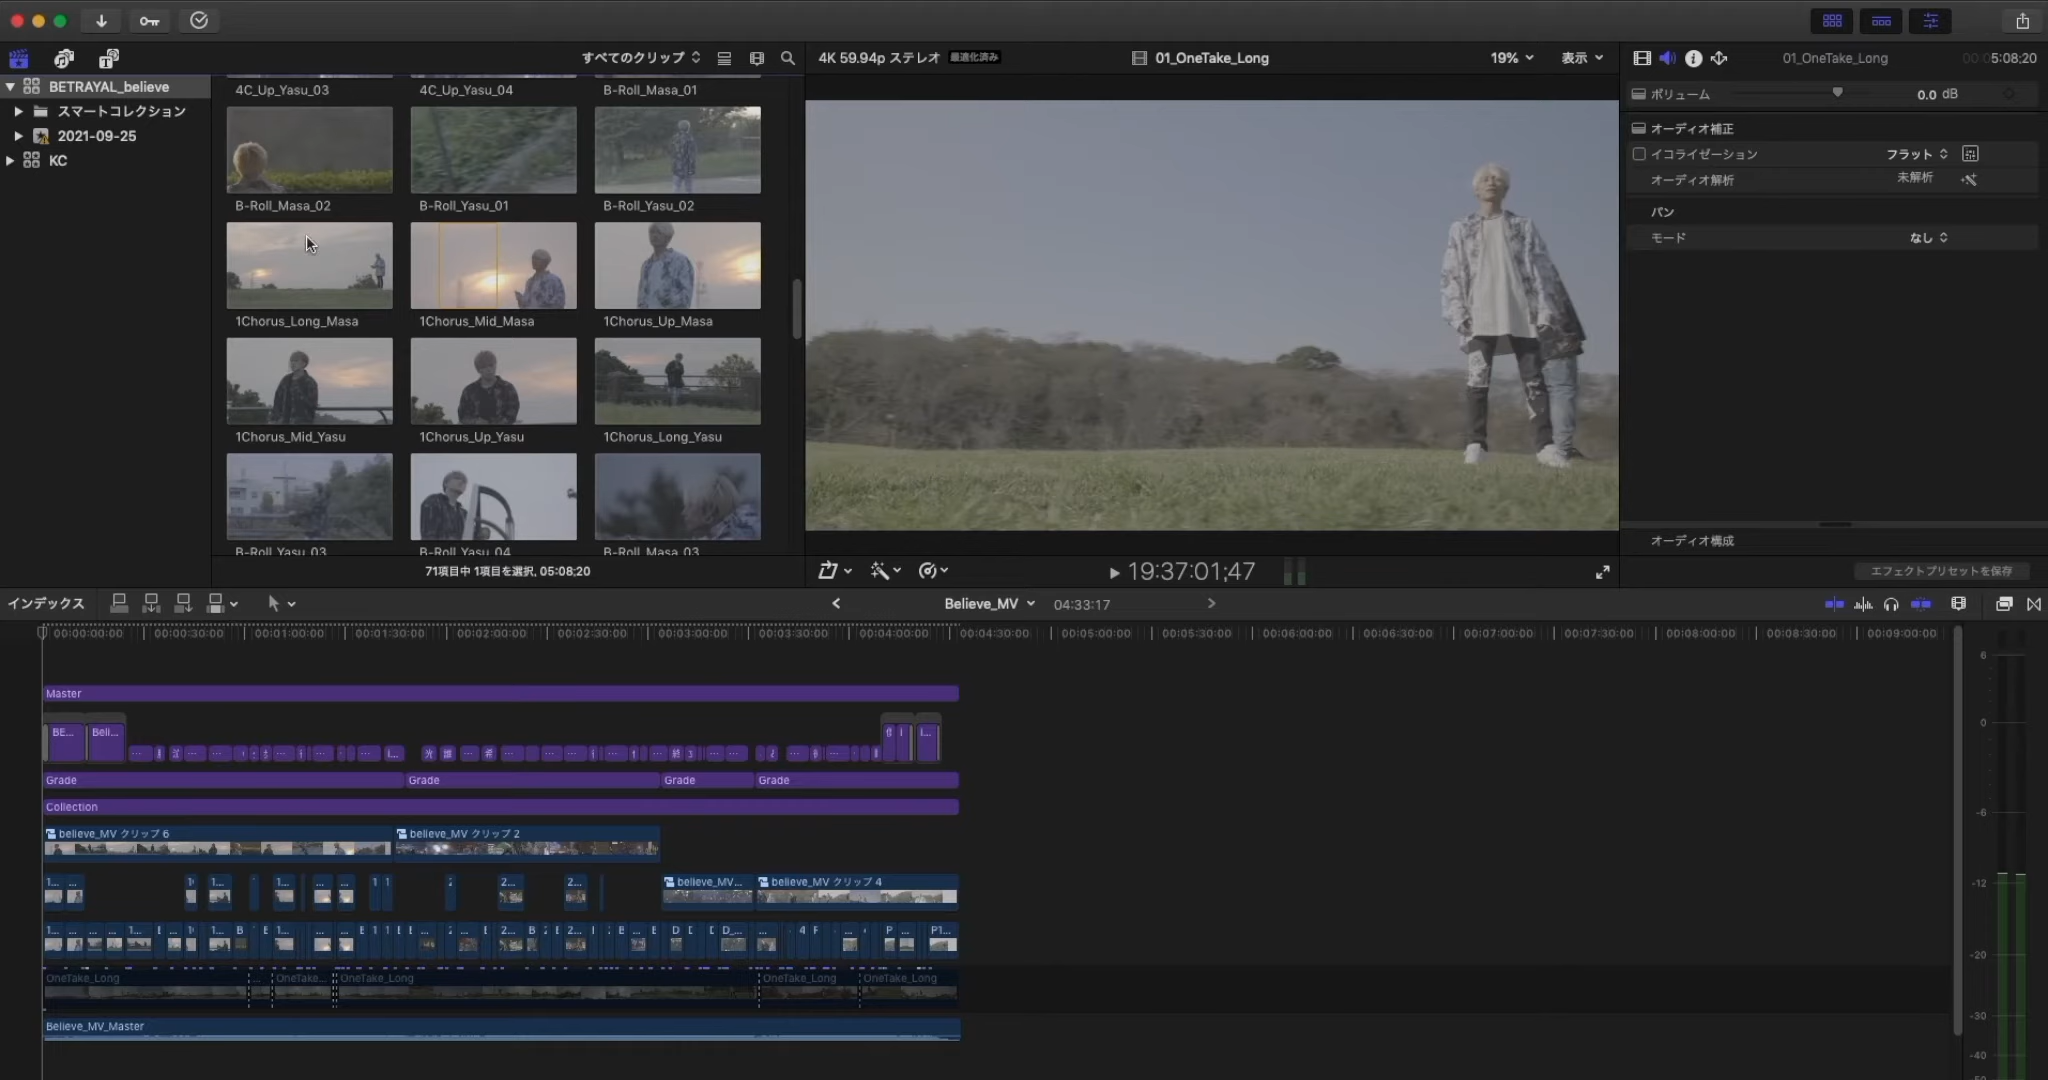 すべてのクリップ
4K 59.94p ステレオ 最適化済み
01_OneTake_Long
19%
表示
01_OneTake_Long
00:05:08;20
BETRAYAL_believe
スマートコレクション
2021-09-25
KC
4C_Up_Yasu_03
4C_Up_Yasu_04
B-Roll_Masa_01
B-Roll_Masa_02
B-Roll_Yasu_01
B-Roll_Yasu_02
1Chorus_Long_Masa
1Chorus_Mid_Masa
1Chorus_Up_Masa
1Chorus_Mid_Yasu
1Chorus_Up_Yasu
1Chorus_Long_Yasu
B-Roll_Yasu_03
B-Roll_Yasu_04
B-Roll_Masa_03
71項目中 1項目を選択, 05:08;20
19:37:01;47
ボリューム
0.0 dB
オーディオ補正
イコライゼーション
フラット
オーディオ解析
未解析
パン
モード
なし
オーディオ構成
エフェクトプリセットを保存
インデックス
Believe_MV
04:33:17
00:00:00:00
00:00:30:00
00:01:00:00
00:01:30:00
00:02:00:00
00:02:30:00
00:03:00:00
00:03:30:00
00:04:00:00
00:04:30:00
00:05:00:00
00:05:30:00
00:06:00:00
00:06:30:00
00:07:00:00
00:07:30:00
00:08:00:00
00:08:30:00
00:09:00:00
Master
BE...
Beli...
Grade
Grade
Grade
Grade
Collection
believe_MV クリップ 6
believe_MV クリップ 2
believe_MV...
believe_MV クリップ 4
OneTake_Long
OneTake...
OneTake_Long
OneTake_Long
OneTake_Long
Believe_MV_Master
6
0
-6
-12
-20
-30
-40